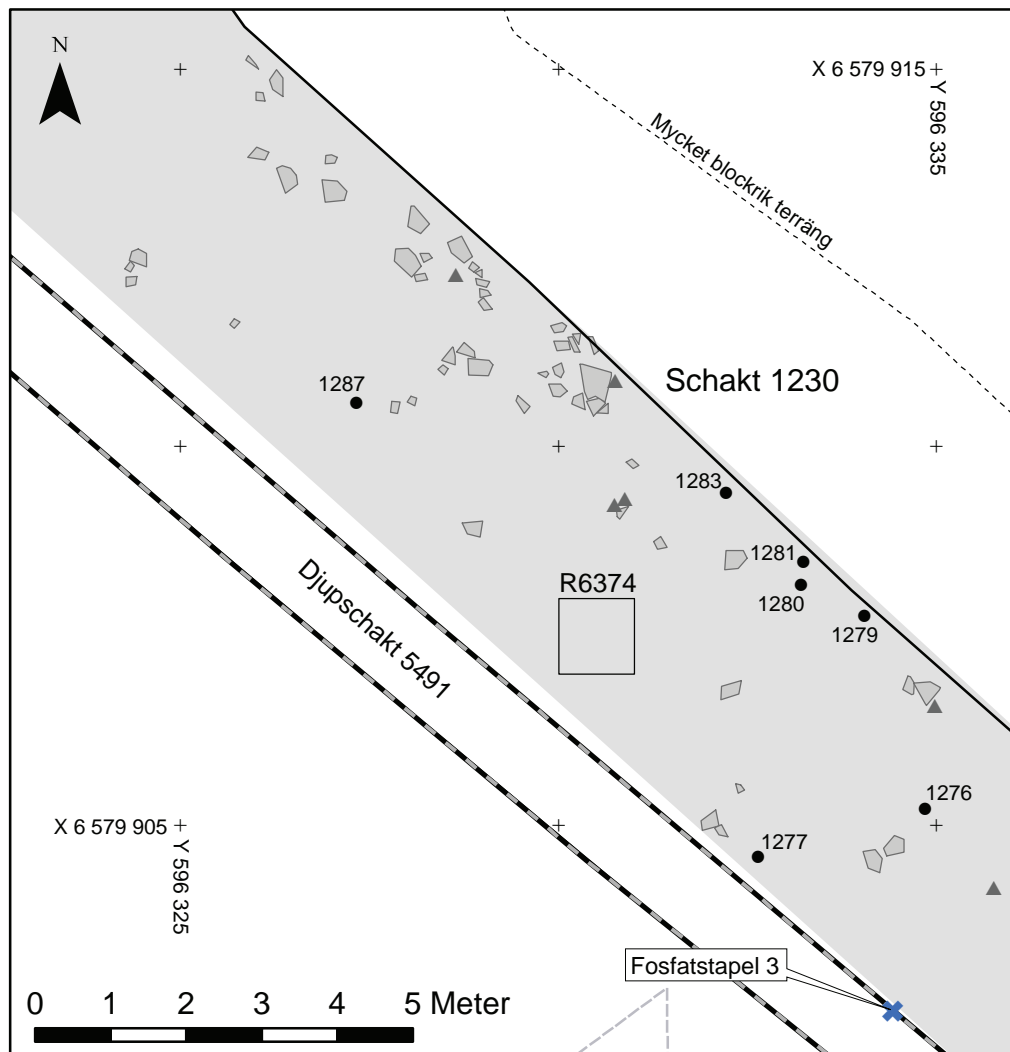 N
X 6 579 915
Y 596 335
Mycket blockrik terräng
Schakt 1230
1287
1283
1281
1280
1279
R6374
Djupschakt 5491
1276
1277
X 6 579 905
Y 596 325
Fosfatstapel 3
0 1 2 3 4 5 Meter